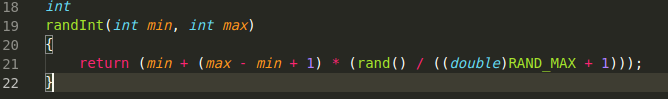 18 int
19 randInt(int min, int max)
20 {
21     return (min + (max - min + 1) * (rand() / ((double)RAND_MAX + 1)));
22 }